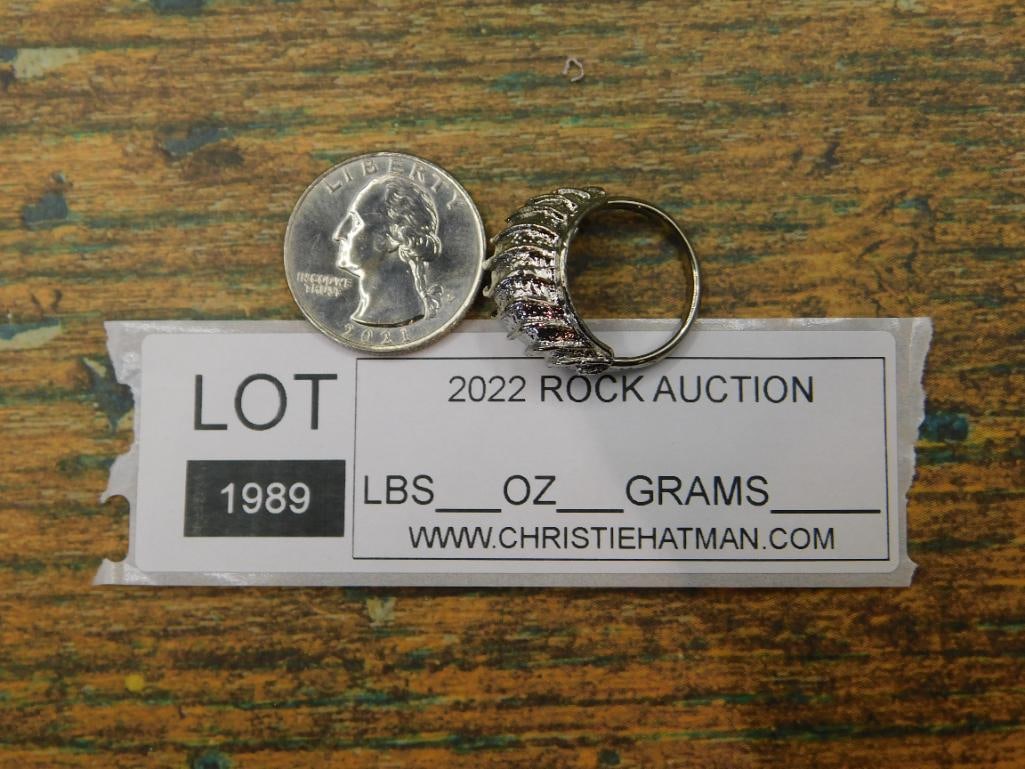 LIBERTY
IN GOD WE
TRUST
2021
LOT
1989
2022 ROCK AUCTION
LBS___OZ___GRAMS_____
WWW.CHRISTIEHATMAN.COM